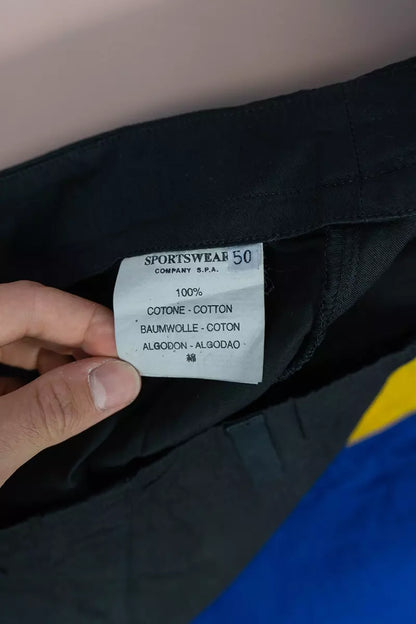 SPORTSWEAR 50
COMPANY S.P.A.
100%
COTONE - COTTON
BAUMWOLLE - COTON
ALGODON - ALGODAO
綿